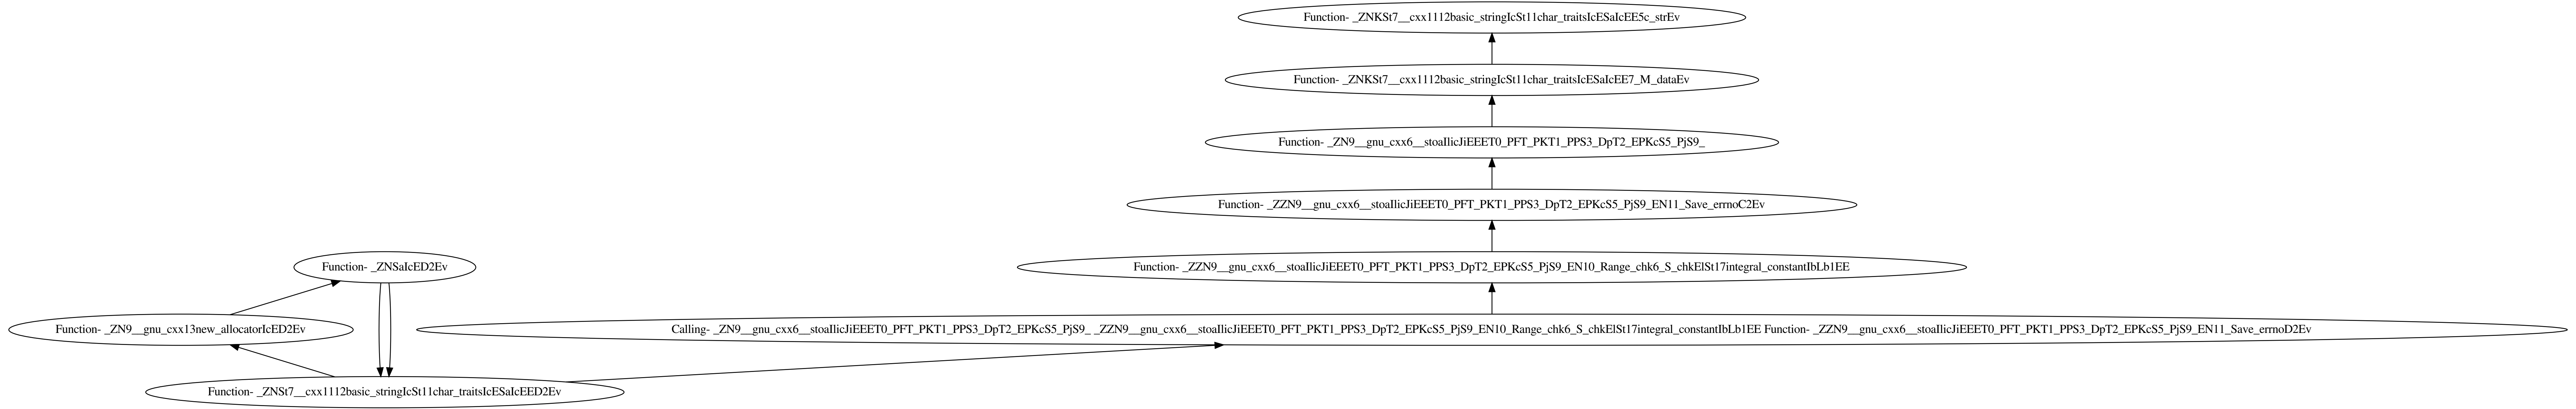 Function- _ZNKSt7__cxx1112basic_stringIcSt11char_traitsIcESaIcEE5c_strEv
Function- _ZNKSt7__cxx1112basic_stringIcSt11char_traitsIcESaIcEE7_M_dataEv
Function- _ZN9__gnu_cxx6__stoaIlicJiEEET0_PFT_PKT1_PPS3_DpT2_EPKcS5_PjS9_
Function- _ZZN9__gnu_cxx6__stoaIlicJiEEET0_PFT_PKT1_PPS3_DpT2_EPKcS5_PjS9_EN11_Save_errnoC2Ev
Function- _ZNSaIcED2Ev
Function- _ZZN9__gnu_cxx6__stoaIlicJiEEET0_PFT_PKT1_PPS3_DpT2_EPKcS5_PjS9_EN10_Range_chk6_S_chkElSt17integral_constantIbLb1EE
Function- _ZN9__gnu_cxx13new_allocatorIcED2Ev
Calling- _ZN9__gnu_cxx6__stoaIlicJiEEET0_PFT_PKT1_PPS3_DpT2_EPKcS5_PjS9_ _ZZN9__gnu_cxx6__stoaIlicJiEEET0_PFT_PKT1_PPS3_DpT2_EPKcS5_PjS9_EN10_Range_chk6_S_chkElSt17integral_constantIbLb1EE Function- _ZZN9__gnu_cxx6__stoaIlicJiEEET0_PFT_PKT1_PPS3_DpT2_EPKcS5_PjS9_EN11_Save_errnoD2Ev
Function- _ZNSt7__cxx1112basic_stringIcSt11char_traitsIcESaIcEED2Ev